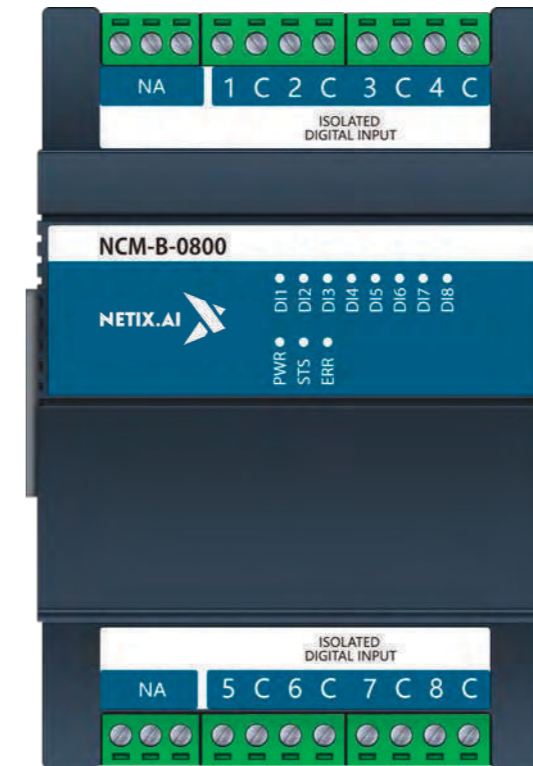 NA 1 C 2 C 3 C 4 C
ISOLATED
DIGITAL INPUT
NCM-B-0800
DI1 DI2 DI3 DI4 DI5 DI6 DI7 DI8
NETIX.AI
PWR STS ERR
ISOLATED
DIGITAL INPUT
NA 5 C 6 C 7 C 8 C